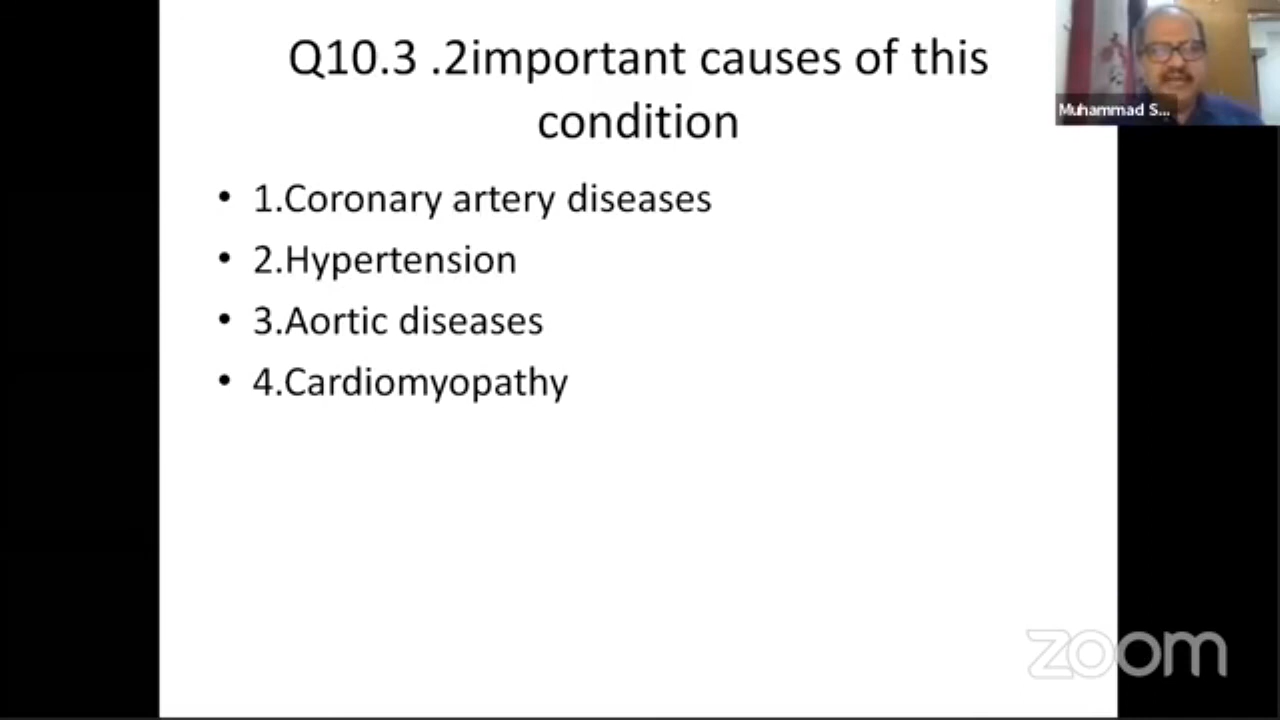 Q10.3 .2important causes of this
condition
Muhammad S...
• 1.Coronary artery diseases
• 2.Hypertension
• 3.Aortic diseases
• 4.Cardiomyopathy
zoom